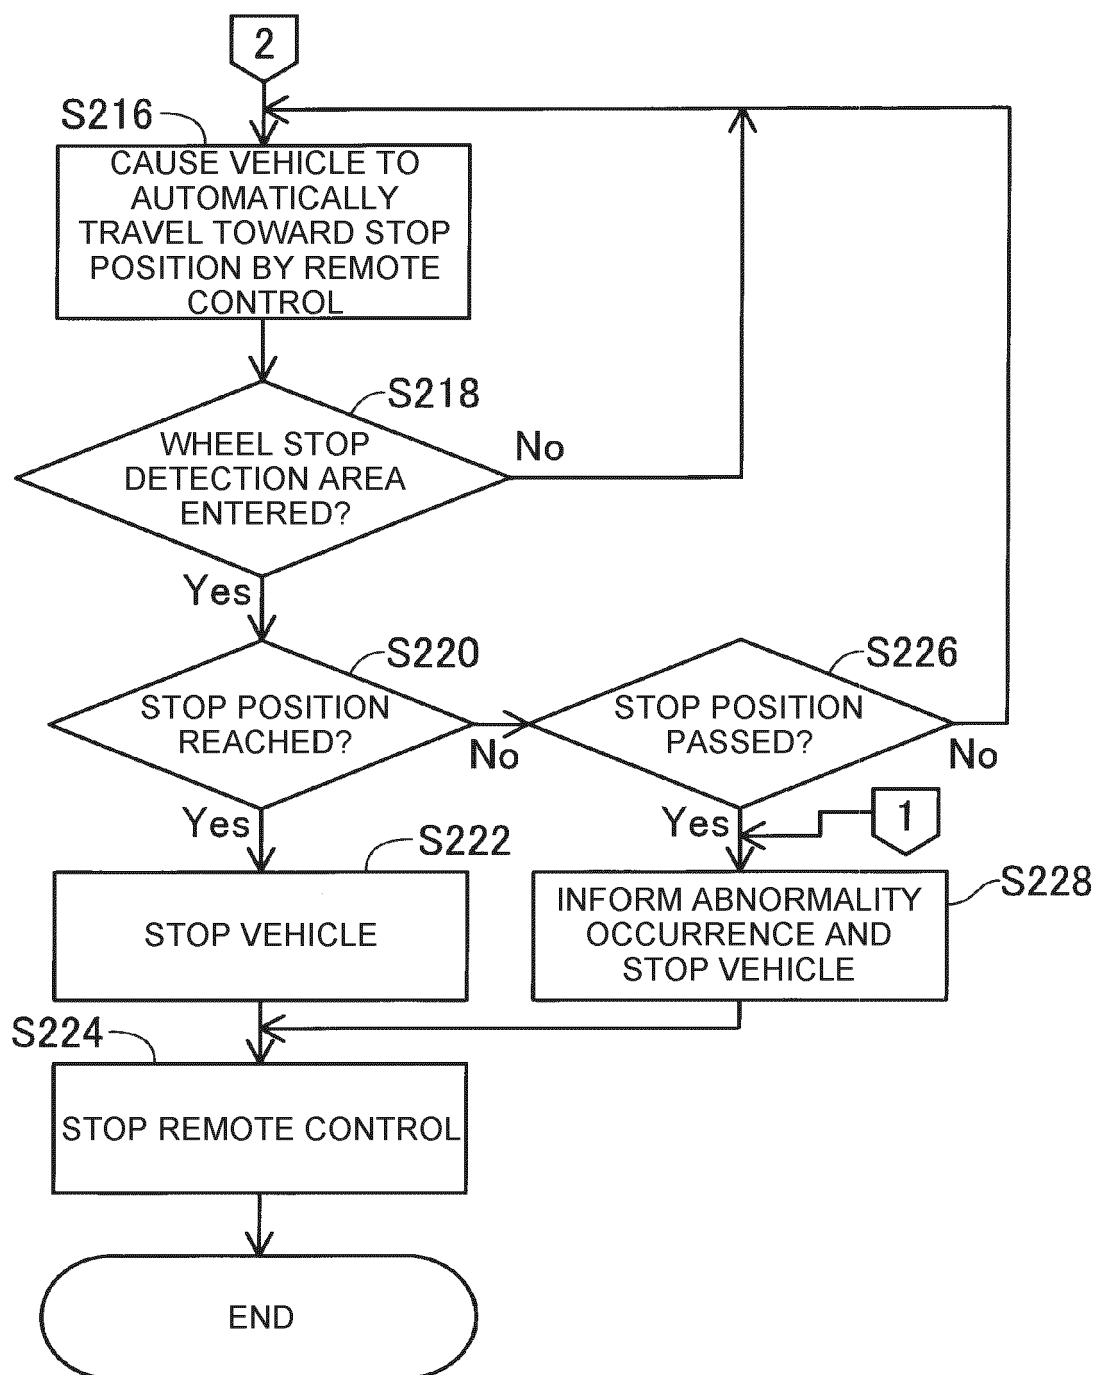 2
S216
CAUSE VEHICLE TO
AUTOMATICALLY
TRAVEL TOWARD STOP
POSITION BY REMOTE
CONTROL
S218
WHEEL STOP
DETECTION AREA
ENTERED?
No
Yes
S220
STOP POSITION
REACHED?
No
S226
STOP POSITION
PASSED?
No
Yes
Yes
1
S222
STOP VEHICLE
S228
INFORM ABNORMALITY
OCCURRENCE AND
STOP VEHICLE
S224
STOP REMOTE CONTROL
END